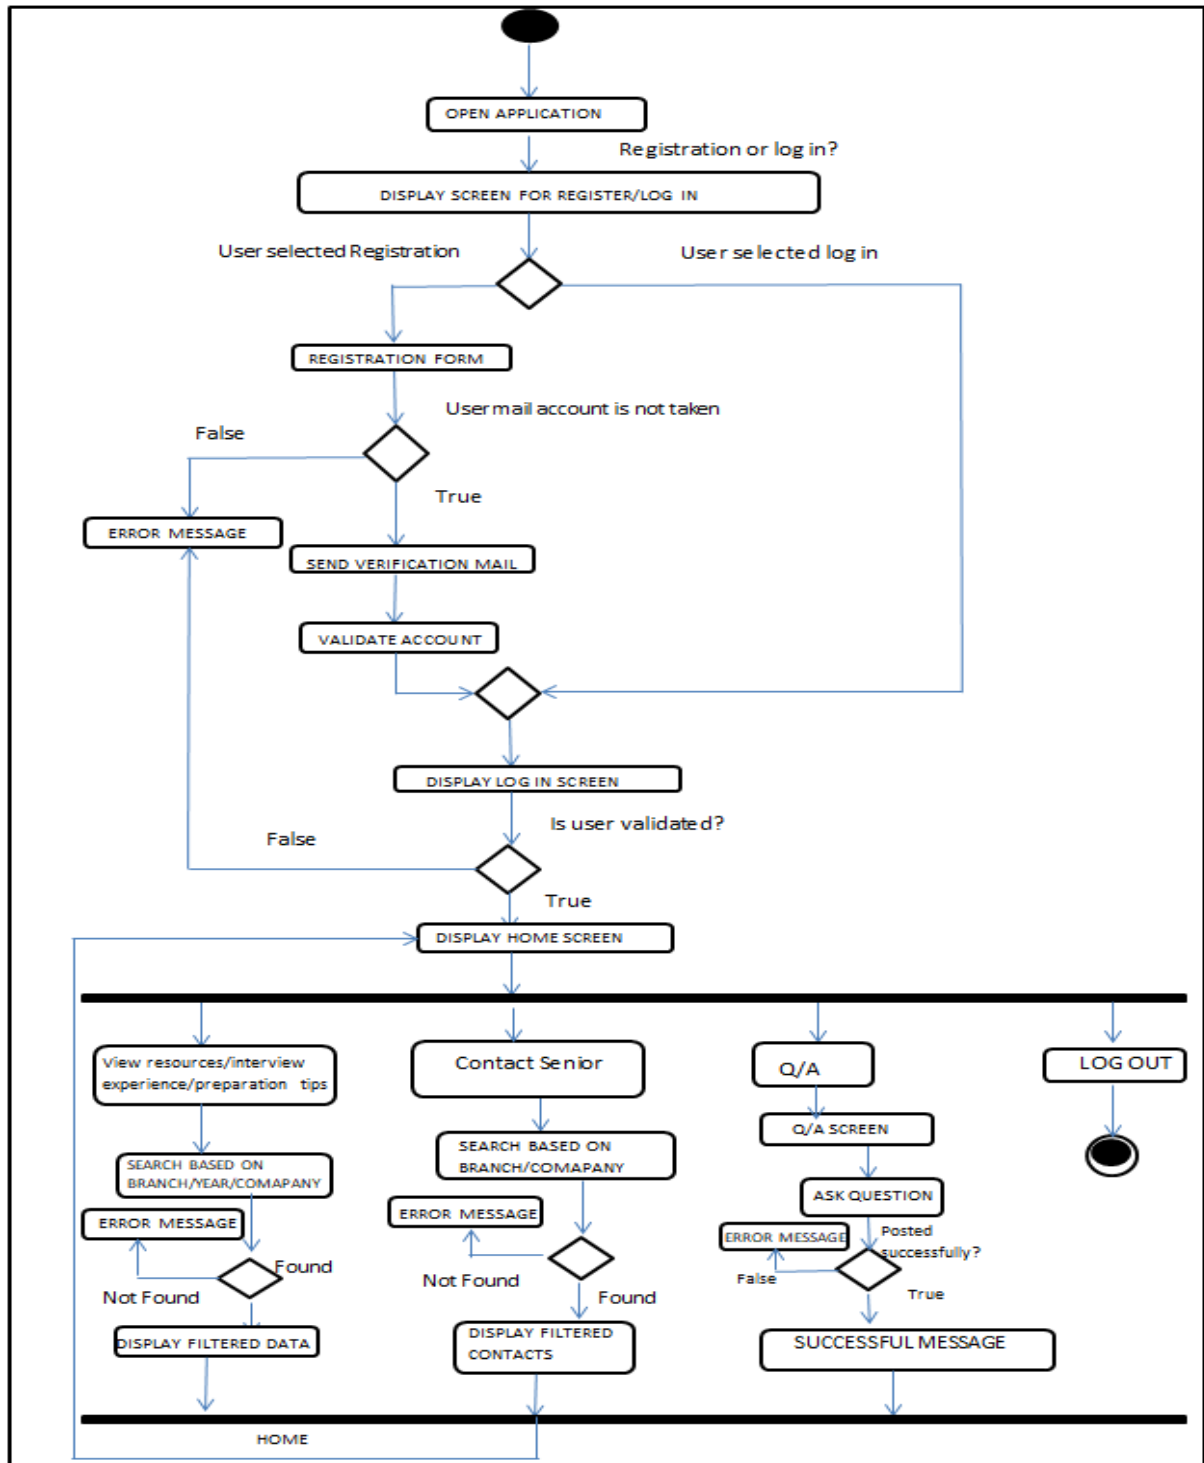 OPEN APPLICATION
Registration or log in?
DISPLAY SCREEN FOR REGISTER/LOG IN
User selected Registration
User selected log in
REGISTRATION FORM
User mail account is not taken
False
True
ERROR MESSAGE
SEND VERIFICATION MAIL
VALIDATE ACCOUNT
DISPLAY LOG IN SCREEN
Is user validated?
False
True
DISPLAY HOME SCREEN
View resources/interview
experience/preparation tips
Contact Senior
Q/A
LOG OUT
SEARCH BASED ON
BRANCH/YEAR/COMAPANY
SEARCH BASED ON
BRANCH/COMAPANY
Q/A SCREEN
ASK QUESTION
ERROR MESSAGE
ERROR MESSAGE
ERROR MESSAGE
Posted
successfully?
Found
Not Found
Not Found
Found
False
True
DISPLAY FILTERED DATA
DISPLAY FILTERED
CONTACTS
SUCCESSFUL MESSAGE
HOME